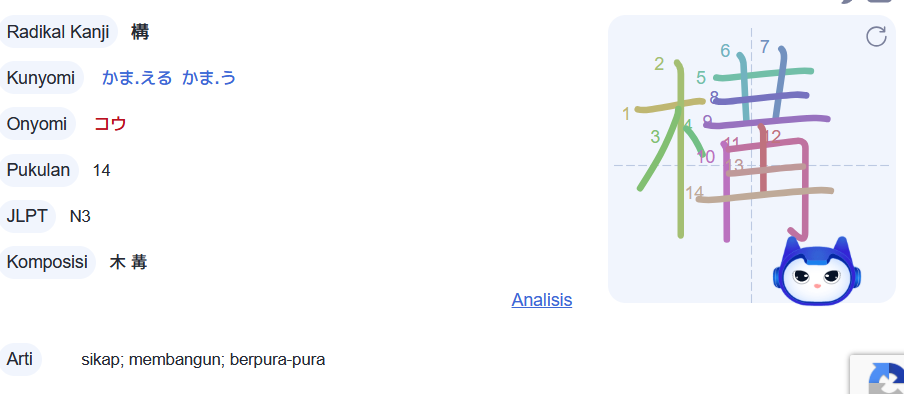 Radikal Kanji 構
Kunyomi かま.える かま.う
Onyomi コウ
Pukulan 14
JLPT N3
Komposisi 木 冓
Analisis
Arti sikap; membangun; berpura-pura
1
2
3
4
5
6
7
8
9
10
11
12
13
14